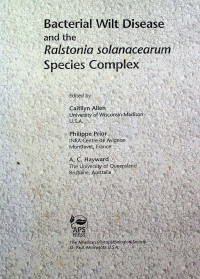 Bacterial Wilt Disease
and the
Ralstonia solanacearum
Species Complex
Edited by
Caitilyn Allen
University of Wisconsin-Madison
U.S.A.
Philippe Prior
INRA Centre de Avignon
Montfavet, France
A. C. Hayward
The University of Queensland
Brisbane, Australia
APS
PRESS
The American Phytopathological Society
St. Paul, Minnesota U.S.A.